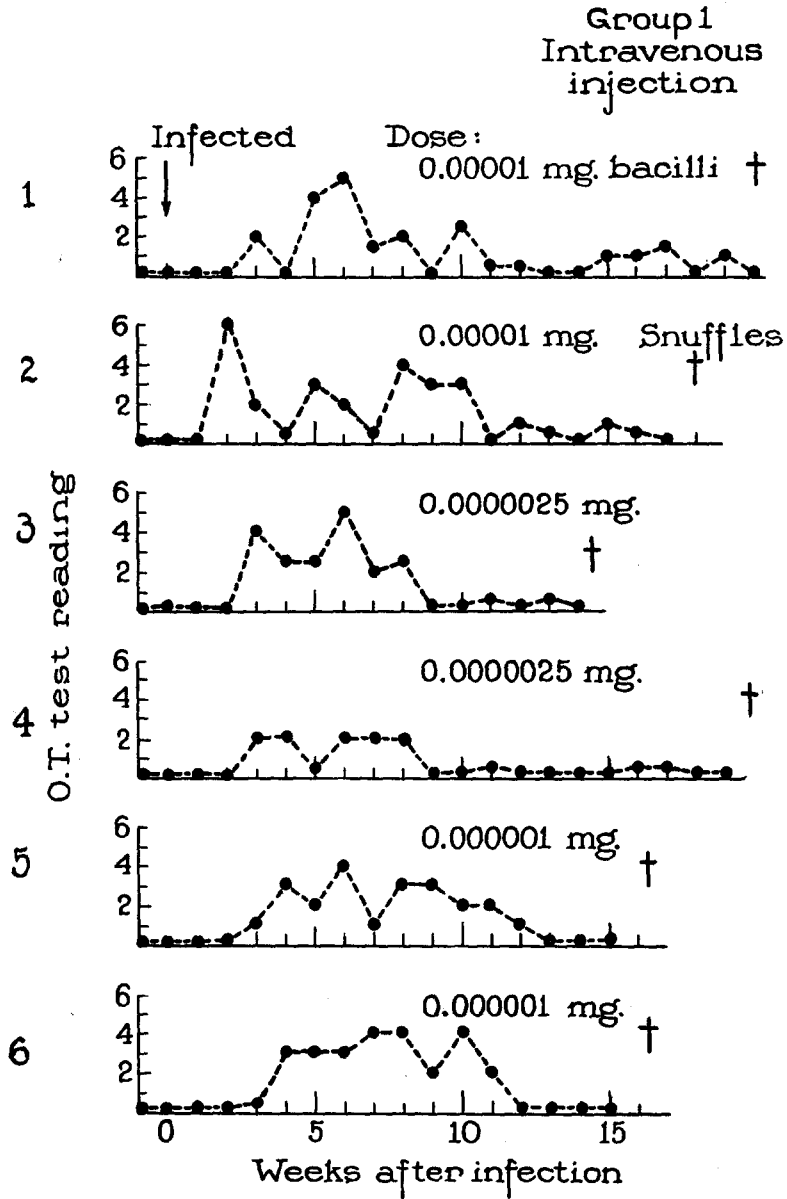 Group 1
Intravenous
injection
Infected Dose:
1
6
4
2
0.00001 mg. bacilli †
2
6
4
2
0.00001 mg. Snuffles
†
3
6
4
2
0.0000025 mg.
†
4
6
4
2
0.0000025 mg.
†
5
6
4
2
0.000001 mg.
†
6
6
4
2
0.000001 mg.
†
O.T. test reading
0 5 10 15
Weeks after infection